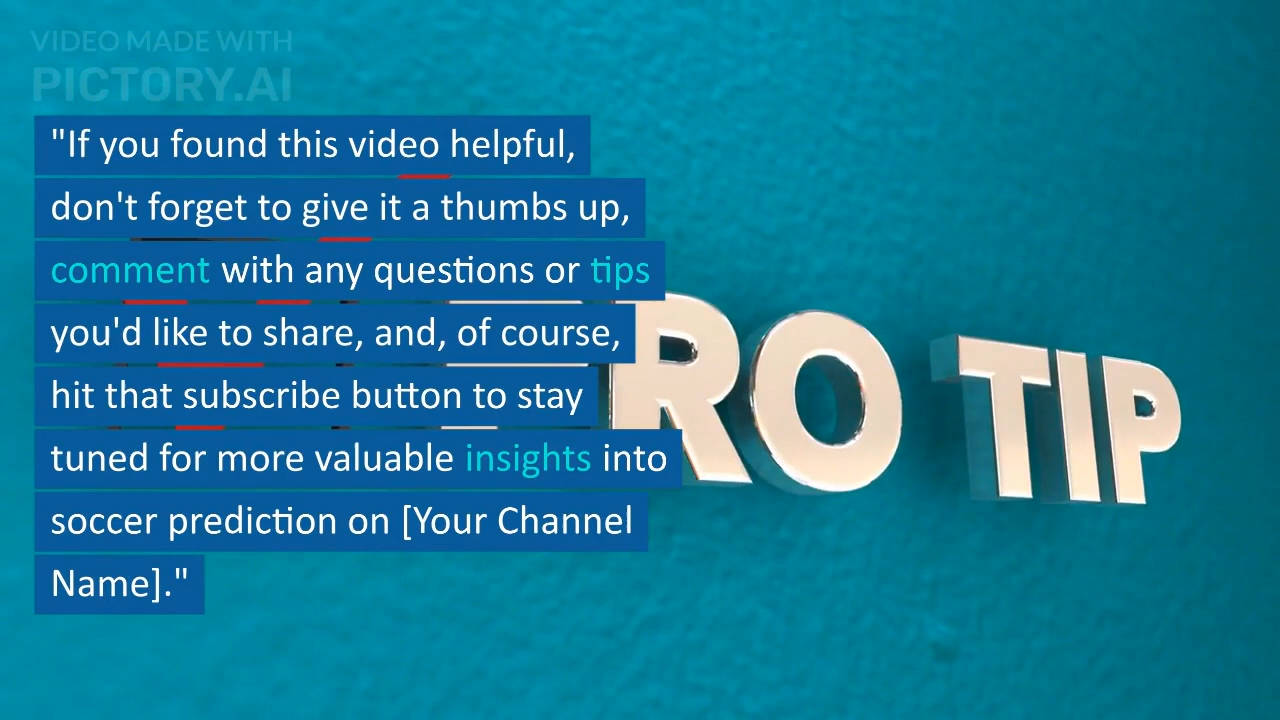 VIDEO MADE WITH
PICTORY.AI
"If you found this video helpful,
don't forget to give it a thumbs up,
comment with any questions or tips
you'd like to share, and, of course,
hit that subscribe button to stay
tuned for more valuable insights into
soccer prediction on [Your Channel
Name]."
RO TIP